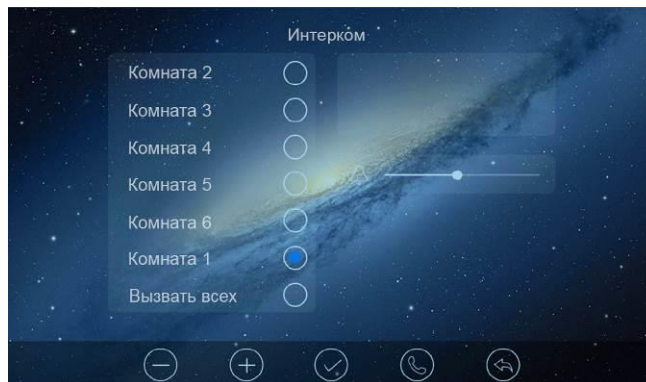 Интерком
Комната 2
Комната 3
Комната 4
Комната 5
Комната 6
Комната 1
Вызвать всех